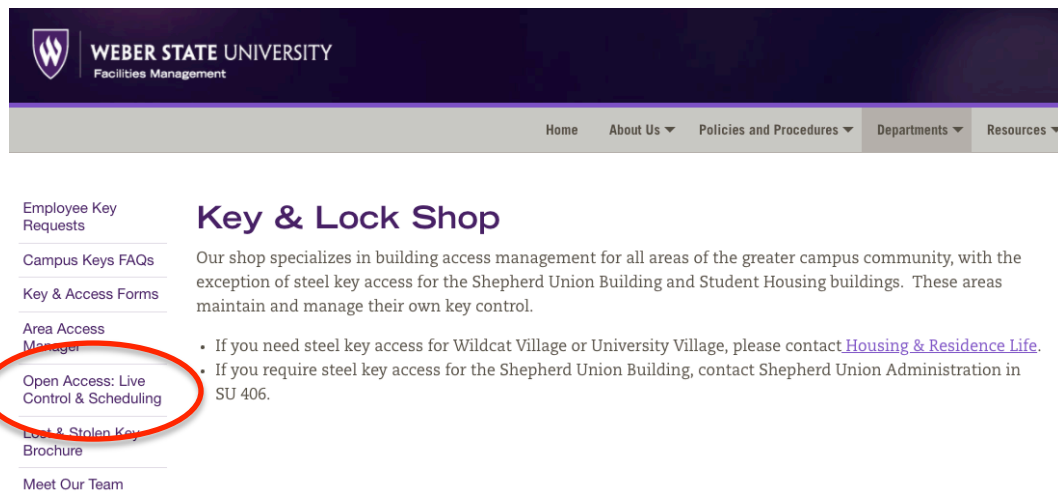 WEBER STATE UNIVERSITY
Facilities Management
Home About Us Policies and Procedures Departments Resources
Employee Key
Requests
Campus Keys FAQs
Key & Access Forms
Area Access
Manager
Open Access: Live
Control & Scheduling
Lost & Stolen Key
Brochure
Meet Our Team
Key & Lock Shop
Our shop specializes in building access management for all areas of the greater campus community, with the
exception of steel key access for the Shepherd Union Building and Student Housing buildings. These areas
maintain and manage their own key control.
• If you need steel key access for Wildcat Village or University Village, please contact Housing & Residence Life.
• If you require steel key access for the Shepherd Union Building, contact Shepherd Union Administration in
SU 406.